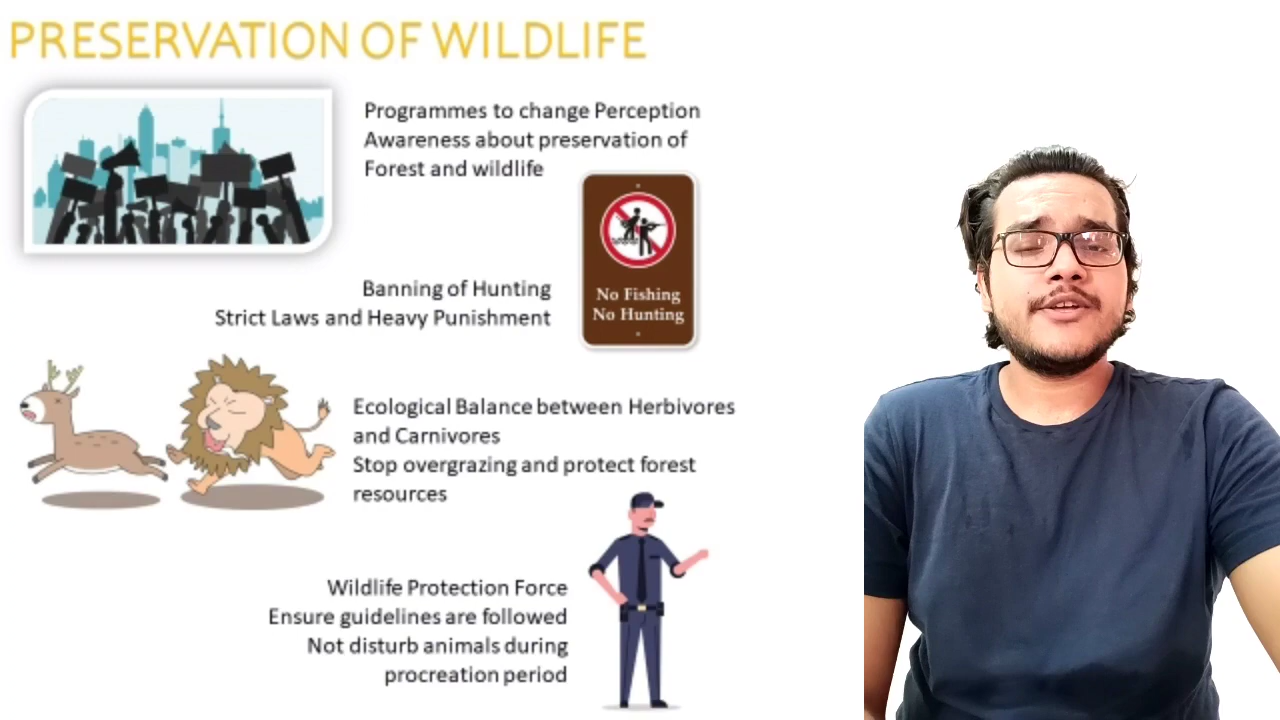 PRESERVATION OF WILDLIFE
Programmes to change Perception
Awareness about preservation of
Forest and wildlife
No Fishing
No Hunting
Banning of Hunting
Strict Laws and Heavy Punishment
Ecological Balance between Herbivores
and Carnivores
Stop overgrazing and protect forest
resources
Wildlife Protection Force
Ensure guidelines are followed
Not disturb animals during
procreation period